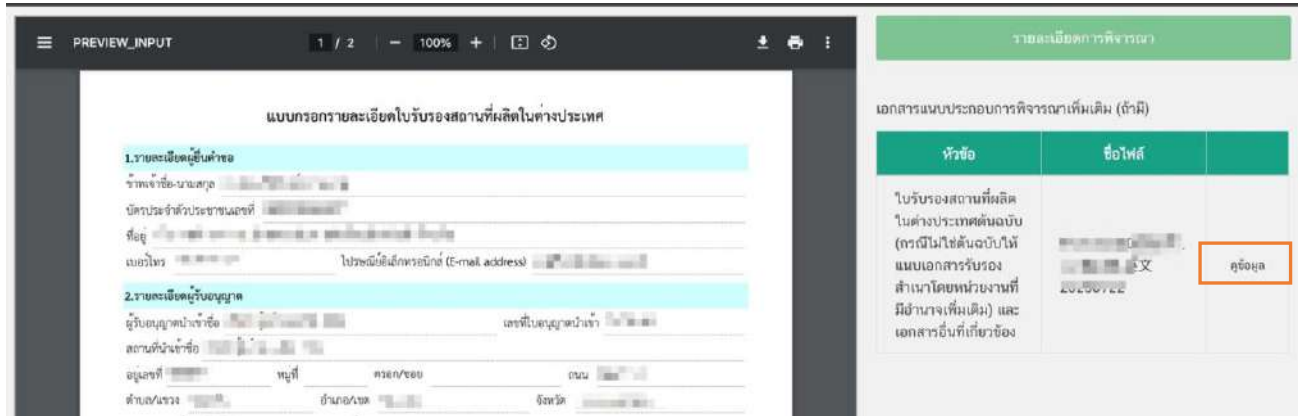 PREVIEW_INPUT 1 / 2 100%
แบบกรอกรายละเอียดใบรับรองสถานที่ผลิตในต่างประเทศ
1.รายละเอียดผู้ยื่นคำขอ
ข้าพเจ้าชื่อ-นามสกุล
บัตรประจำตัวประชาชนเลขที่
ที่อยู่
เบอร์โทร ไปรษณีย์อิเล็กทรอนิกส์ (E-mail address)
2.รายละเอียดผู้รับอนุญาต
ผู้รับอนุญาตนำเข้าชื่อ เลขที่ใบอนุญาตนำเข้า
สถานที่นำเข้าชื่อ
อยู่เลขที่ หมู่ที่ ตรอก/ซอย ถนน
ตำบล/แขวง อำเภอ/เขต จังหวัด
รายละเอียดการพิจารณา
เอกสารแนบประกอบการพิจารณาเพิ่มเติม (ถ้ามี)
หัวข้อ ชื่อไฟล์
ใบรับรองสถานที่ผลิต
ในต่างประเทศต้นฉบับ
(กรณีไม่ใช่ต้นฉบับให้
แนบเอกสารรับรอง
สำเนาโดยหน่วยงานที่
มีอำนาจเพิ่มเติม) และ
เอกสารอื่นที่เกี่ยวข้อง
文
ดูข้อมูล